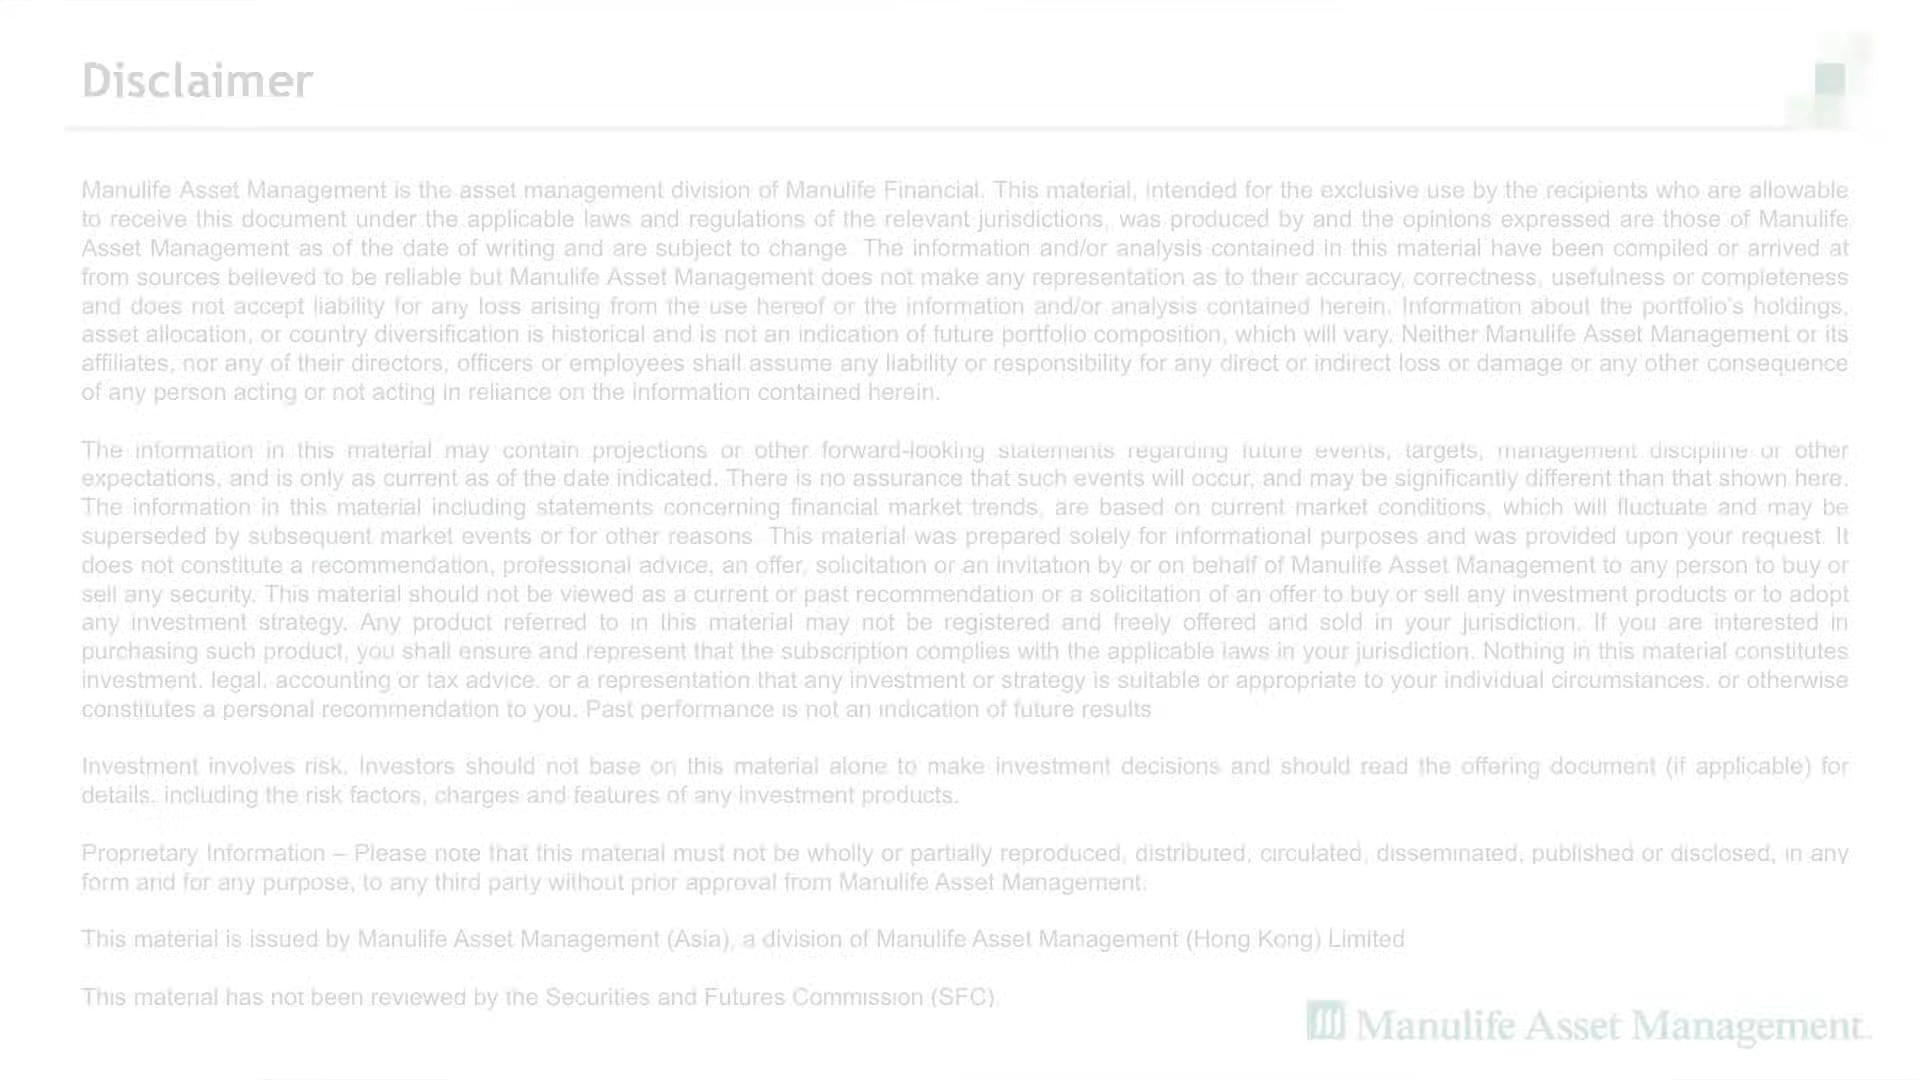 Disclaimer
Manulife Asset Management is the asset management division of Manulife Financial. This material, intended for the exclusive use by the recipients who are allowable
to receive this document under the applicable laws and regulations of the relevant jurisdictions, was produced by and the opinions expressed are those of Manulife
Asset Management as of the date of writing and are subject to change. The information and/or analysis contained in this material have been compiled or arrived at
from sources believed to be reliable but Manulife Asset Management does not make any representation as to their accuracy, correctness, usefulness or completeness
and does not accept liability for any loss arising from the use hereof or the information and/or analysis contained herein. Information about the portfolio's holdings,
asset allocation, or country diversification is historical and is not an indication of future portfolio composition, which will vary. Neither Manulife Asset Management or its
affiliates, nor any of their directors, officers or employees shall assume any liability or responsibility for any direct or indirect loss or damage or any other consequence
of any person acting or not acting in reliance on the information contained herein.
The information in this material may contain projections or other forward-looking statements regarding future events, targets, management discipline or other
expectations, and is only as current as of the date indicated. There is no assurance that such events will occur, and may be significantly different than that shown here.
The information in this material including statements concerning financial market trends, are based on current market conditions, which will fluctuate and may be
superseded by subsequent market events or for other reasons. This material was prepared solely for informational purposes and was provided upon your request. It
does not constitute a recommendation, professional advice, an offer, solicitation or an invitation by or on behalf of Manulife Asset Management to any person to buy or
sell any security. This material should not be viewed as a current or past recommendation or a solicitation of an offer to buy or sell any investment products or to adopt
any investment strategy. Any product referred to in this material may not be registered and freely offered and sold in your jurisdiction. If you are interested in
purchasing such product, you shall ensure and represent that the subscription complies with the applicable laws in your jurisdiction. Nothing in this material constitutes
investment, legal, accounting or tax advice, or a representation that any investment or strategy is suitable or appropriate to your individual circumstances, or otherwise
constitutes a personal recommendation to you. Past performance is not an indication of future results
Investment involves risk. Investors should not base on this material alone to make investment decisions and should read the offering document (if applicable) for
details, including the risk factors, charges and features of any investment products.
Proprietary Information – Please note that this material must not be wholly or partially reproduced, distributed, circulated, disseminated, published or disclosed, in any
form and for any purpose, to any third party without prior approval from Manulife Asset Management.
This material is issued by Manulife Asset Management (Asia), a division of Manulife Asset Management (Hong Kong) Limited
This material has not been reviewed by the Securities and Futures Commission (SFC).
Manulife Asset Management